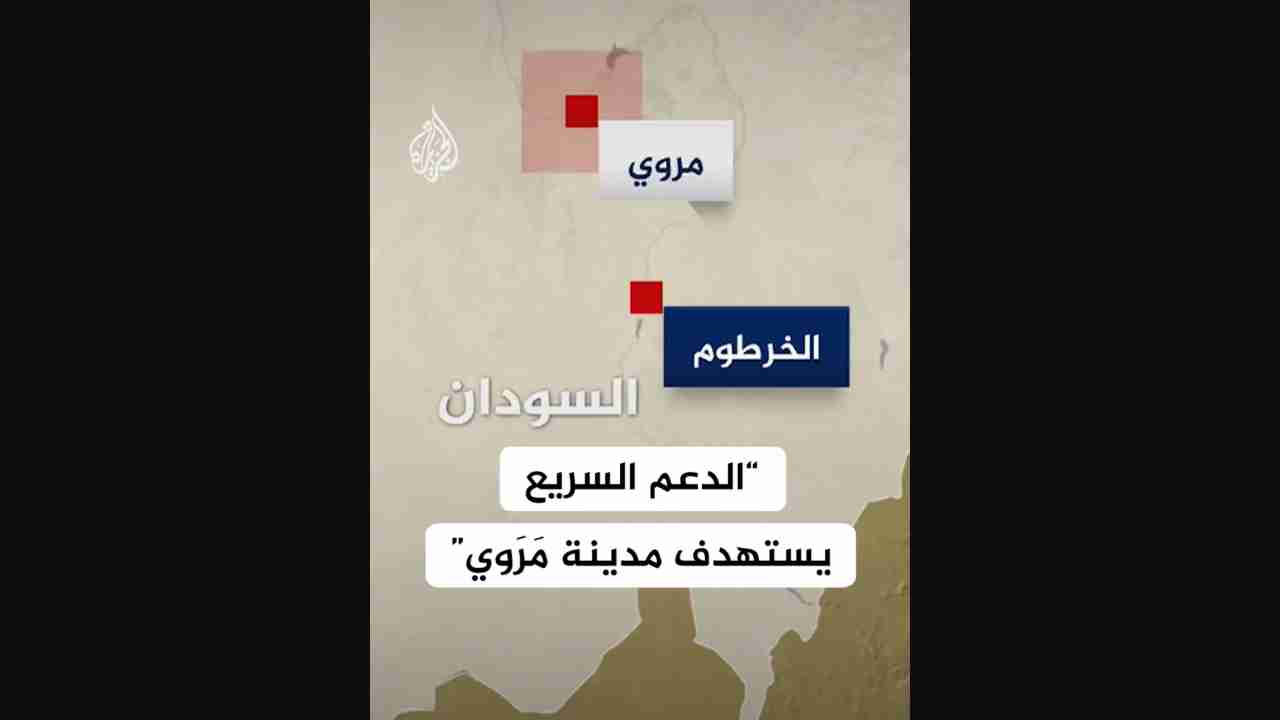 مروي
الخرطوم
السودان
“الدعم السريع
يستهدف مدينة مَرَوي”